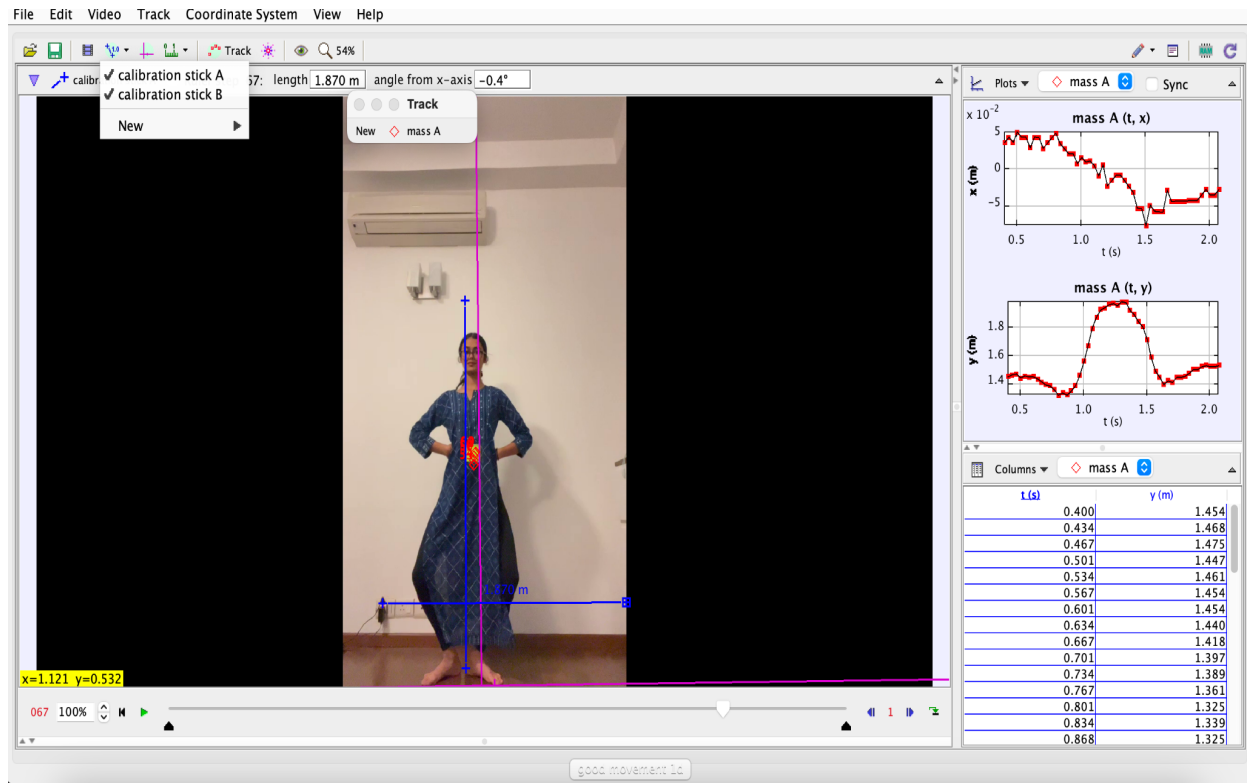 File Edit Video Track Coordinate System View Help
1.0 Track 54%
length 1.870 m angle from x-axis −0.4°
calibration stick A
calibration stick B
New
Track
New mass A
1.870 m
x=1.121 y=0.532
067 100% 1
Plots mass A Sync
mass A (t, x)
x 10⁻²
5
0
−5
x (m)
0.5 1.0 1.5 2.0
t (s)
mass A (t, y)
1.8
1.6
1.4
y (m)
0.5 1.0 1.5 2.0
t (s)
Columns mass A
t (s) y (m)
0.400 1.454
0.434 1.468
0.467 1.475
0.501 1.447
0.534 1.461
0.567 1.454
0.601 1.454
0.634 1.440
0.667 1.418
0.701 1.397
0.734 1.389
0.767 1.361
0.801 1.325
0.834 1.339
0.868 1.325
good movement 1a